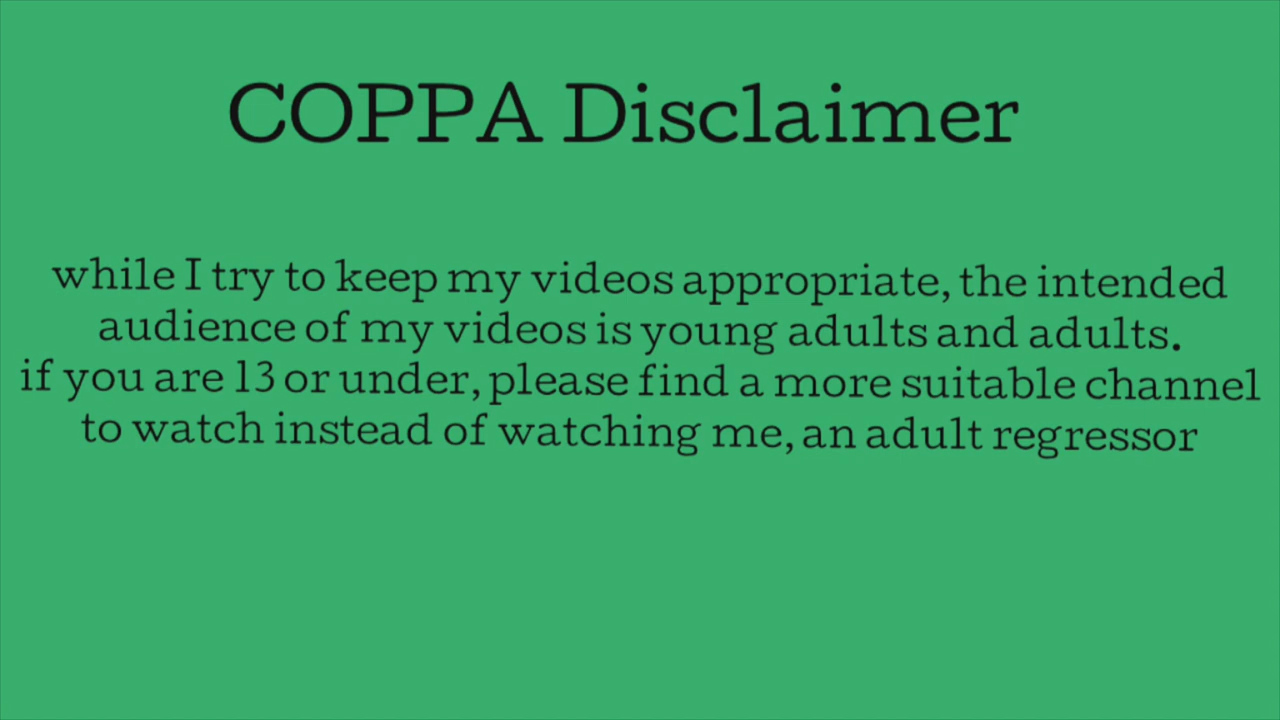 COPPA Disclaimer
while I try to keep my videos appropriate, the intended
audience of my videos is young adults and adults.
if you are 13 or under, please find a more suitable channel
to watch instead of watching me, an adult regressor